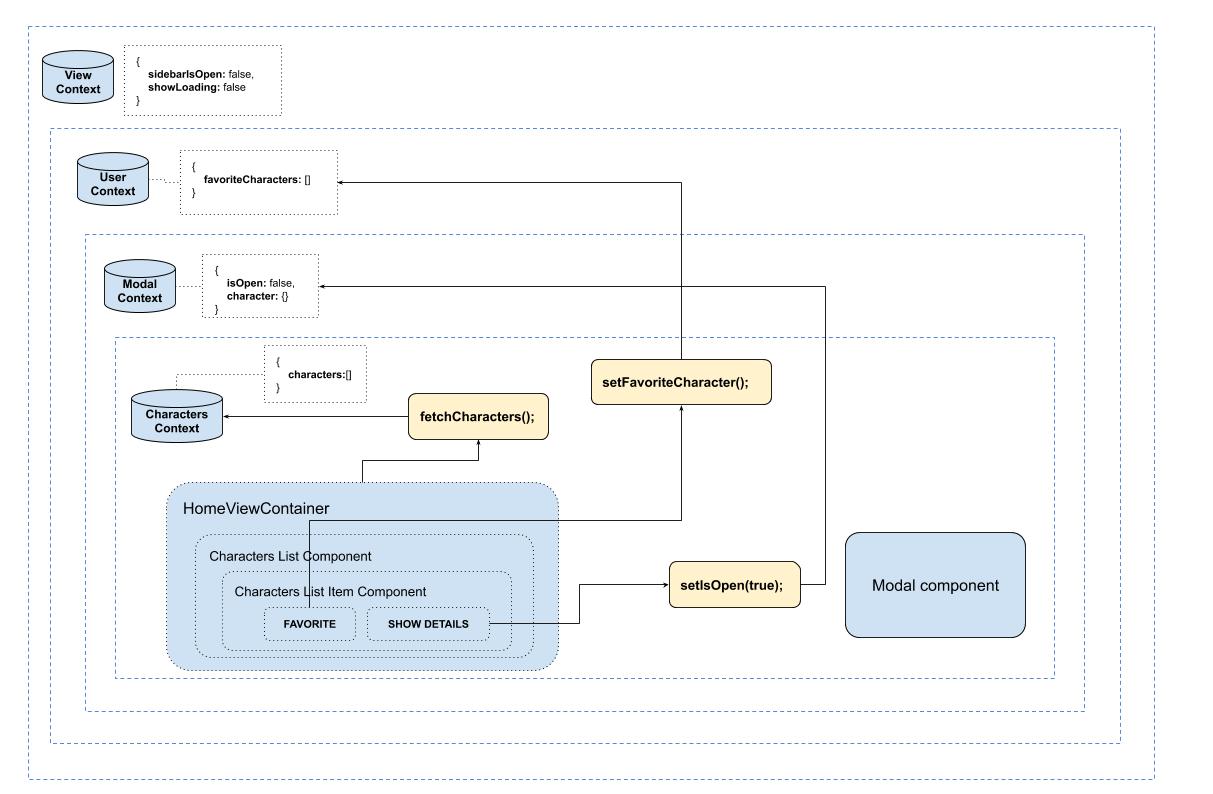 View
Context
{
sidebarIsOpen: false,
showLoading: false
}
User
Context
{
favoriteCharacters: []
}
Modal
Context
{
isOpen: false,
character: {}
}
{
characters:[]
}
Characters
Context
fetchCharacters();
setFavoriteCharacter();
HomeViewContainer
Characters List Component
Characters List Item Component
FAVORITE
SHOW DETAILS
setIsOpen(true);
Modal component